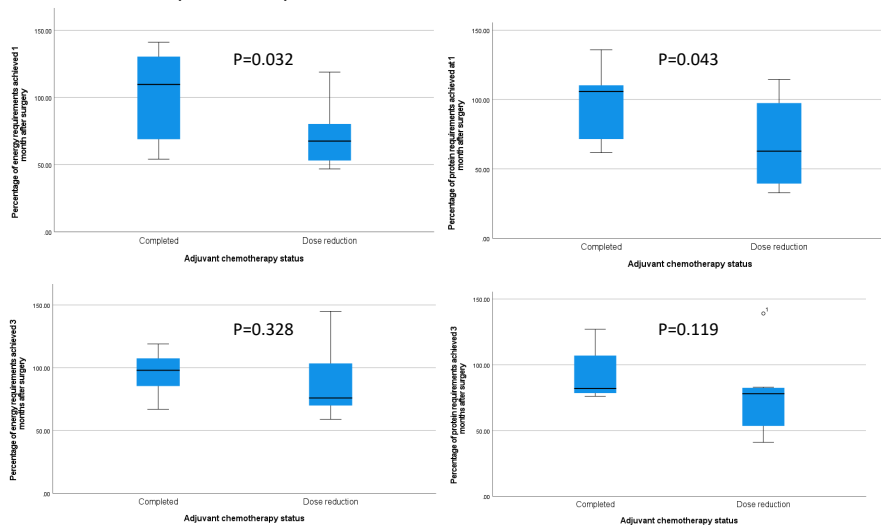 150.00
100.00
50.00
.00
Percentage of energy requirements achieved 1
month after surgery
P=0.032
Completed
Dose reduction
Adjuvant chemotherapy status
150.00
100.00
50.00
.00
Percentage of protein requirements achieved at 1
month after surgery
P=0.043
Completed
Dose reduction
Adjuvant chemotherapy status
150.00
100.00
50.00
.00
Percentage of energy requirements achieved 3
months after surgery
P=0.328
Completed
Dose reduction
Adjuvant chemotherapy status
150.00
100.00
50.00
.00
Percentage of protein requirements achieved 3
months after surgery
P=0.119
1
Completed
Dose reduction
Adjuvant chemotherapy status